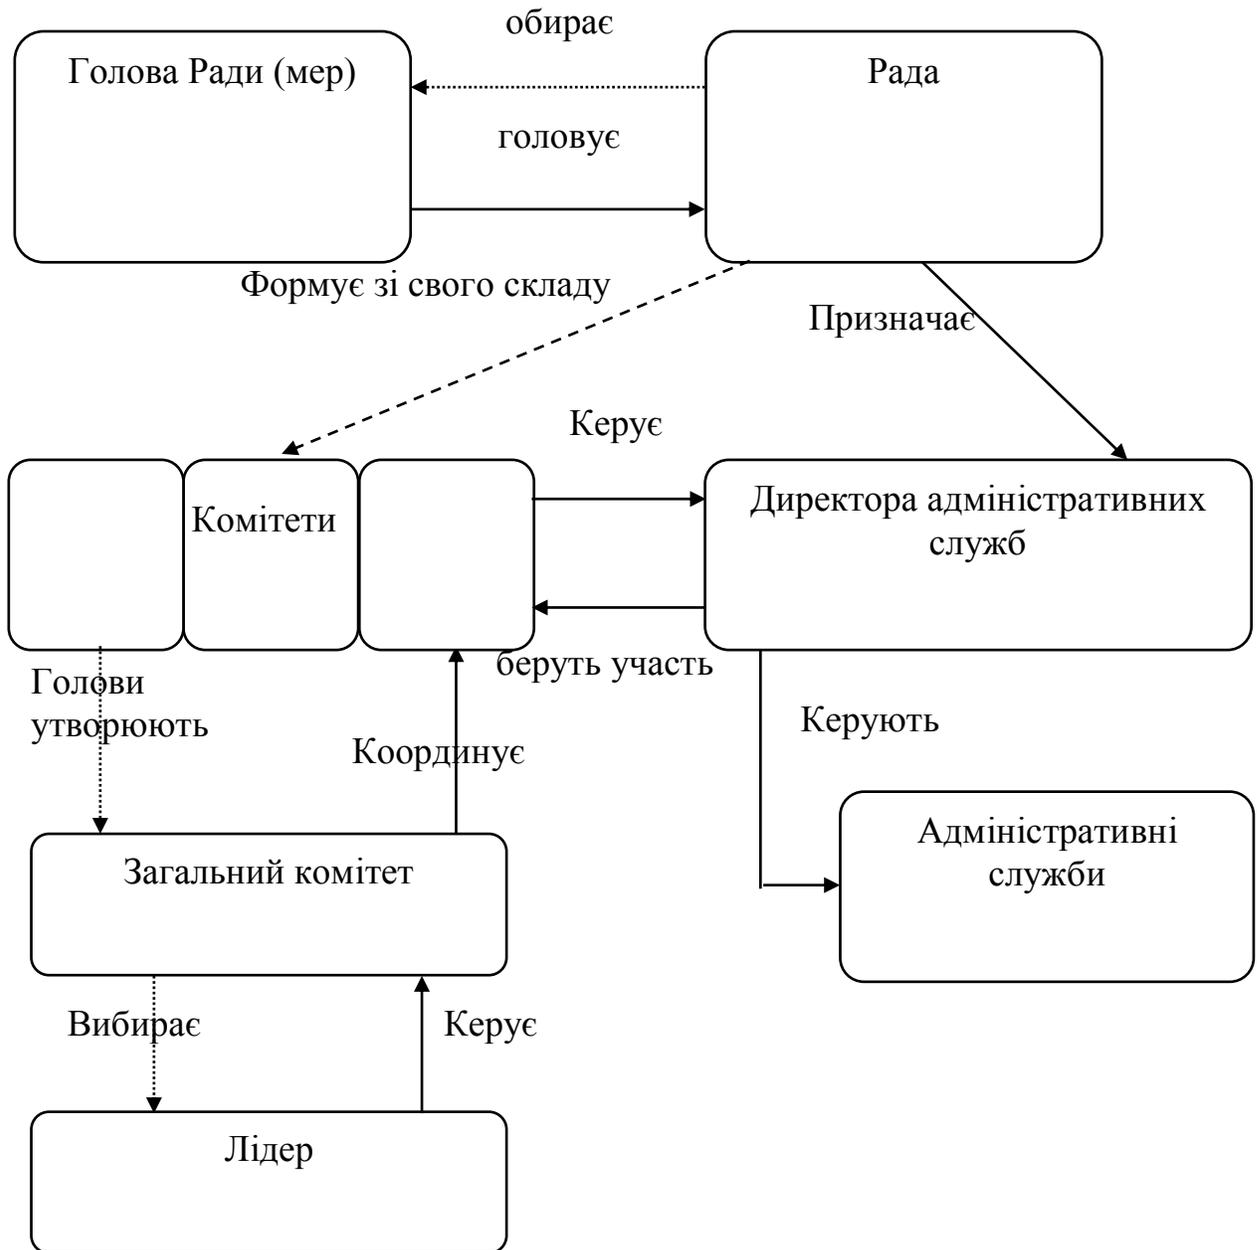 обирає
Голова Ради (мер)
Рада
головує
Формує зі свого складу
Призначає
Керує
Комітети
Директора адміністративних
служб
беруть участь
Голови
утворюють
Координує
Керують
Загальний комітет
Адміністративні
служби
Вибирає
Керує
Лідер